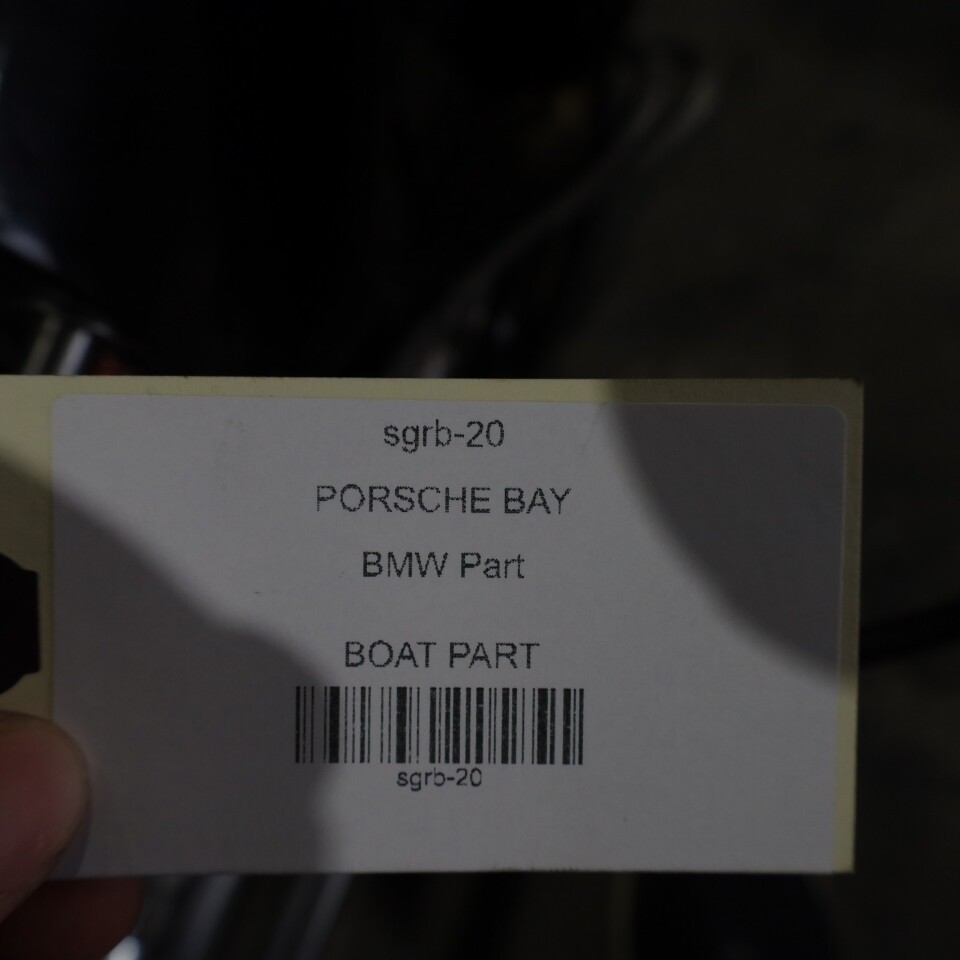 sgrb-20
PORSCHE BAY
BMW Part
BOAT PART
sgrb-20